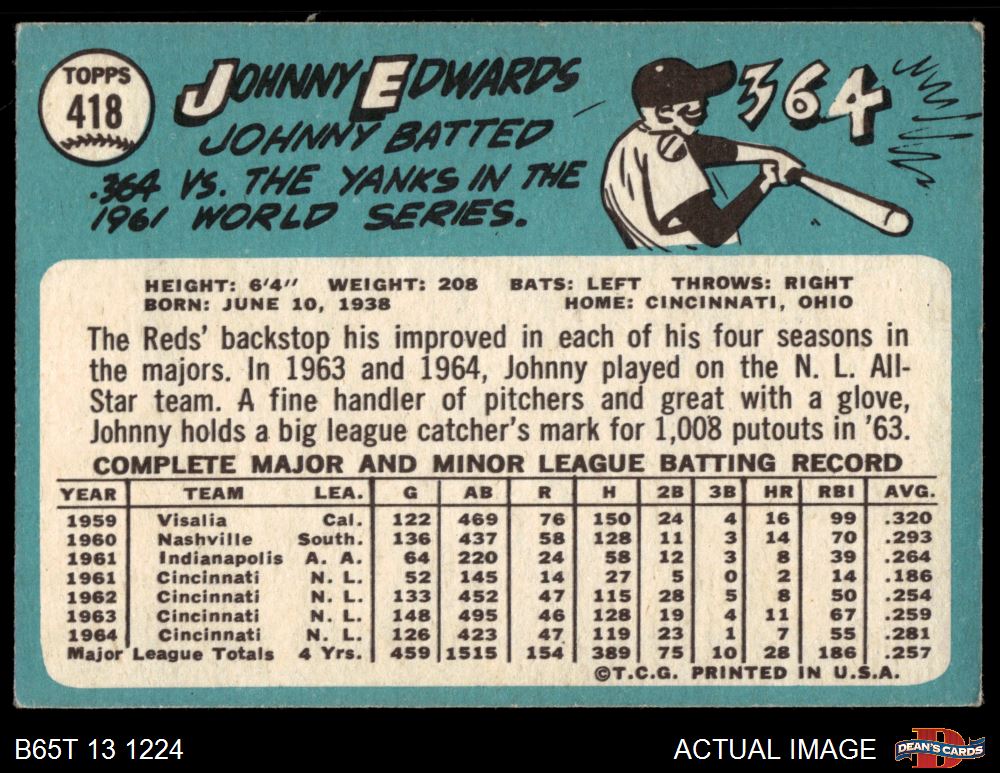 TOPPS
418
JOHNNY EDWARDS
JOHNNY BATTED
.364 VS. THE YANKS IN THE
1961 WORLD SERIES.
364
HEIGHT: 6'4" WEIGHT: 208 BATS: LEFT THROWS: RIGHT
BORN: JUNE 10, 1938 HOME: CINCINNATI, OHIO
The Reds' backstop his improved in each of his four seasons in
the majors. In 1963 and 1964, Johnny played on the N. L. All-
Star team. A fine handler of pitchers and great with a glove,
Johnny holds a big league catcher's mark for 1,008 putouts in '63.
COMPLETE MAJOR AND MINOR LEAGUE BATTING RECORD
YEAR TEAM LEA. G AB R H 2B 3B HR RBI AVG.
1959 Visalia Cal. 122 469 76 150 24 4 16 99 .320
1960 Nashville South. 136 437 58 128 11 3 14 70 .293
1961 Indianapolis A. A. 64 220 24 58 12 3 8 39 .264
1961 Cincinnati N. L. 52 145 14 27 5 0 2 14 .186
1962 Cincinnati N. L. 133 452 47 115 28 5 8 50 .254
1963 Cincinnati N. L. 148 495 46 128 19 4 11 67 .259
1964 Cincinnati N. L. 126 423 47 119 23 1 7 55 .281
Major League Totals 4 Yrs. 459 1515 154 389 75 10 28 186 .257
©T.C.G. PRINTED IN U.S.A.
B65T 13 1224
ACTUAL IMAGE
D
DEAN'S CARDS